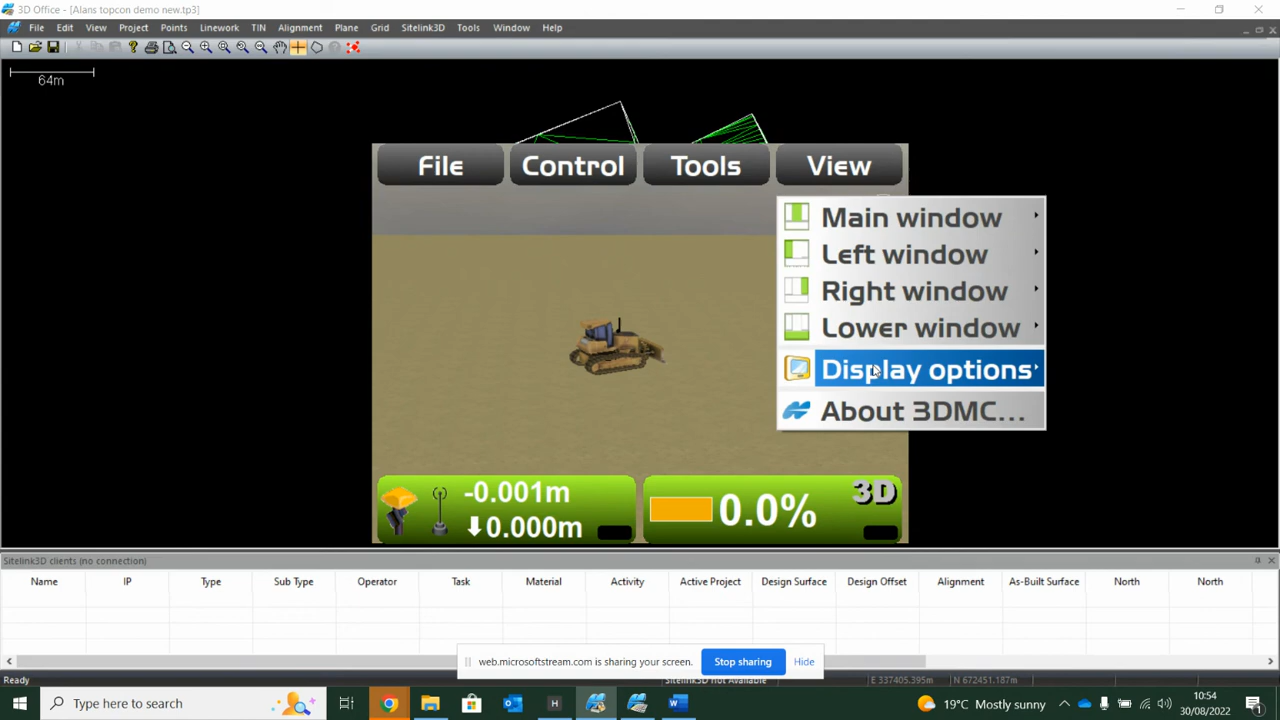 3D Office - [Alans topcon demo new.tp3]
File Edit View Project Points Linework TIN Alignment Plane Grid Sitelink3D Tools Window Help
64m
File Control Tools View
Main window
Left window
Right window
Lower window
Display options
About 3DMC...
-0.001m
0.000m
0.0%
3D
Sitelink3D clients (no connection)
Name IP Type Sub Type Operator Task Material Activity Active Project Design Surface Design Offset Alignment As-Built Surface North North
web.microsoftstream.com is sharing your screen. Stop sharing Hide
Ready Sitelink3D not Available E 337405.395m N 672451.187m
Type here to search
19°C Mostly sunny
10:54
30/08/2022
1